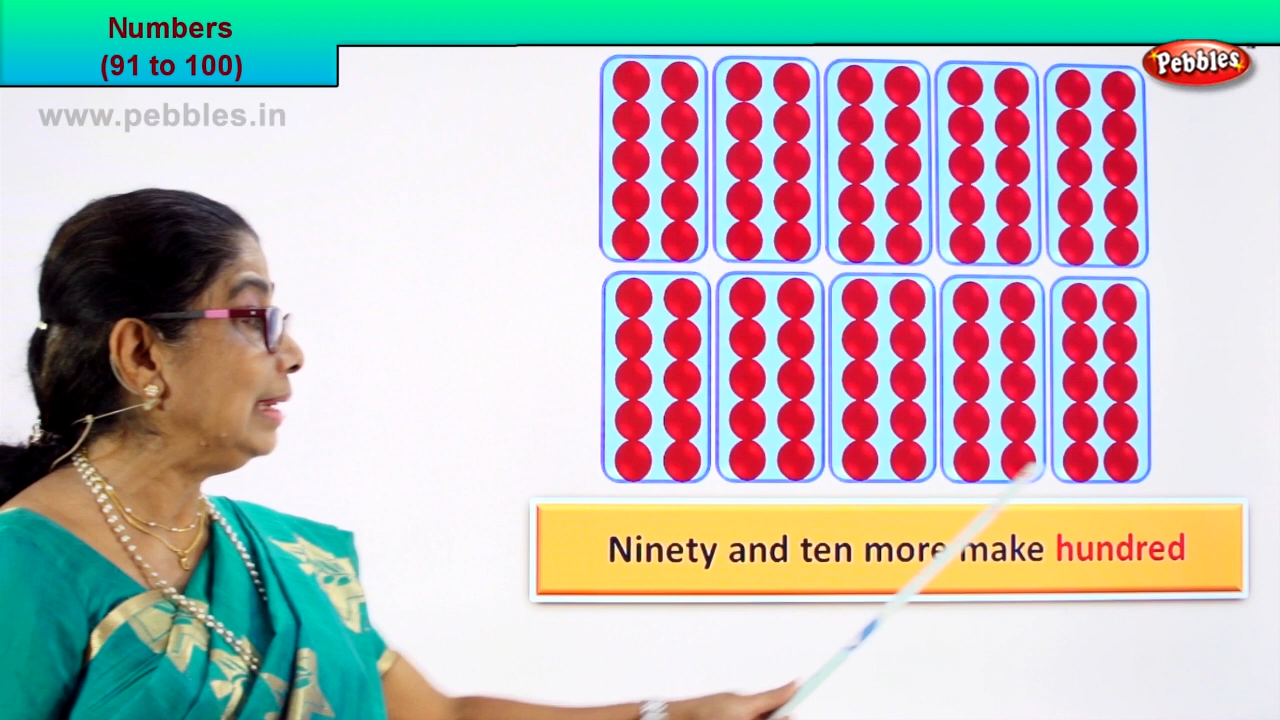 Numbers
(91 to 100)
Pebbles
www.pebbles.in
Ninety and ten more make hundred